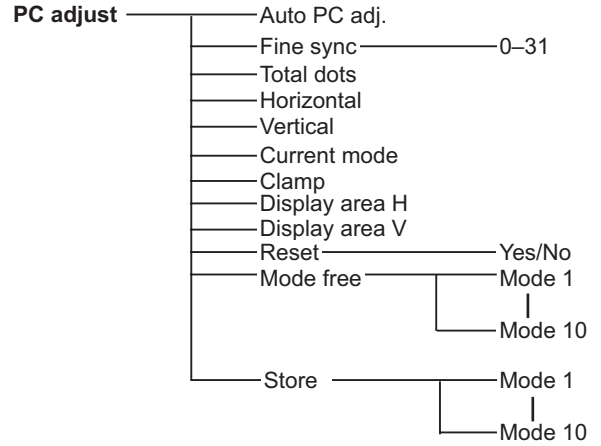 PC adjust Auto PC adj.
Fine sync 0–31
Total dots
Horizontal
Vertical
Current mode
Clamp
Display area H
Display area V
Reset Yes/No
Mode free Mode 1
Mode 10
Store Mode 1
Mode 10